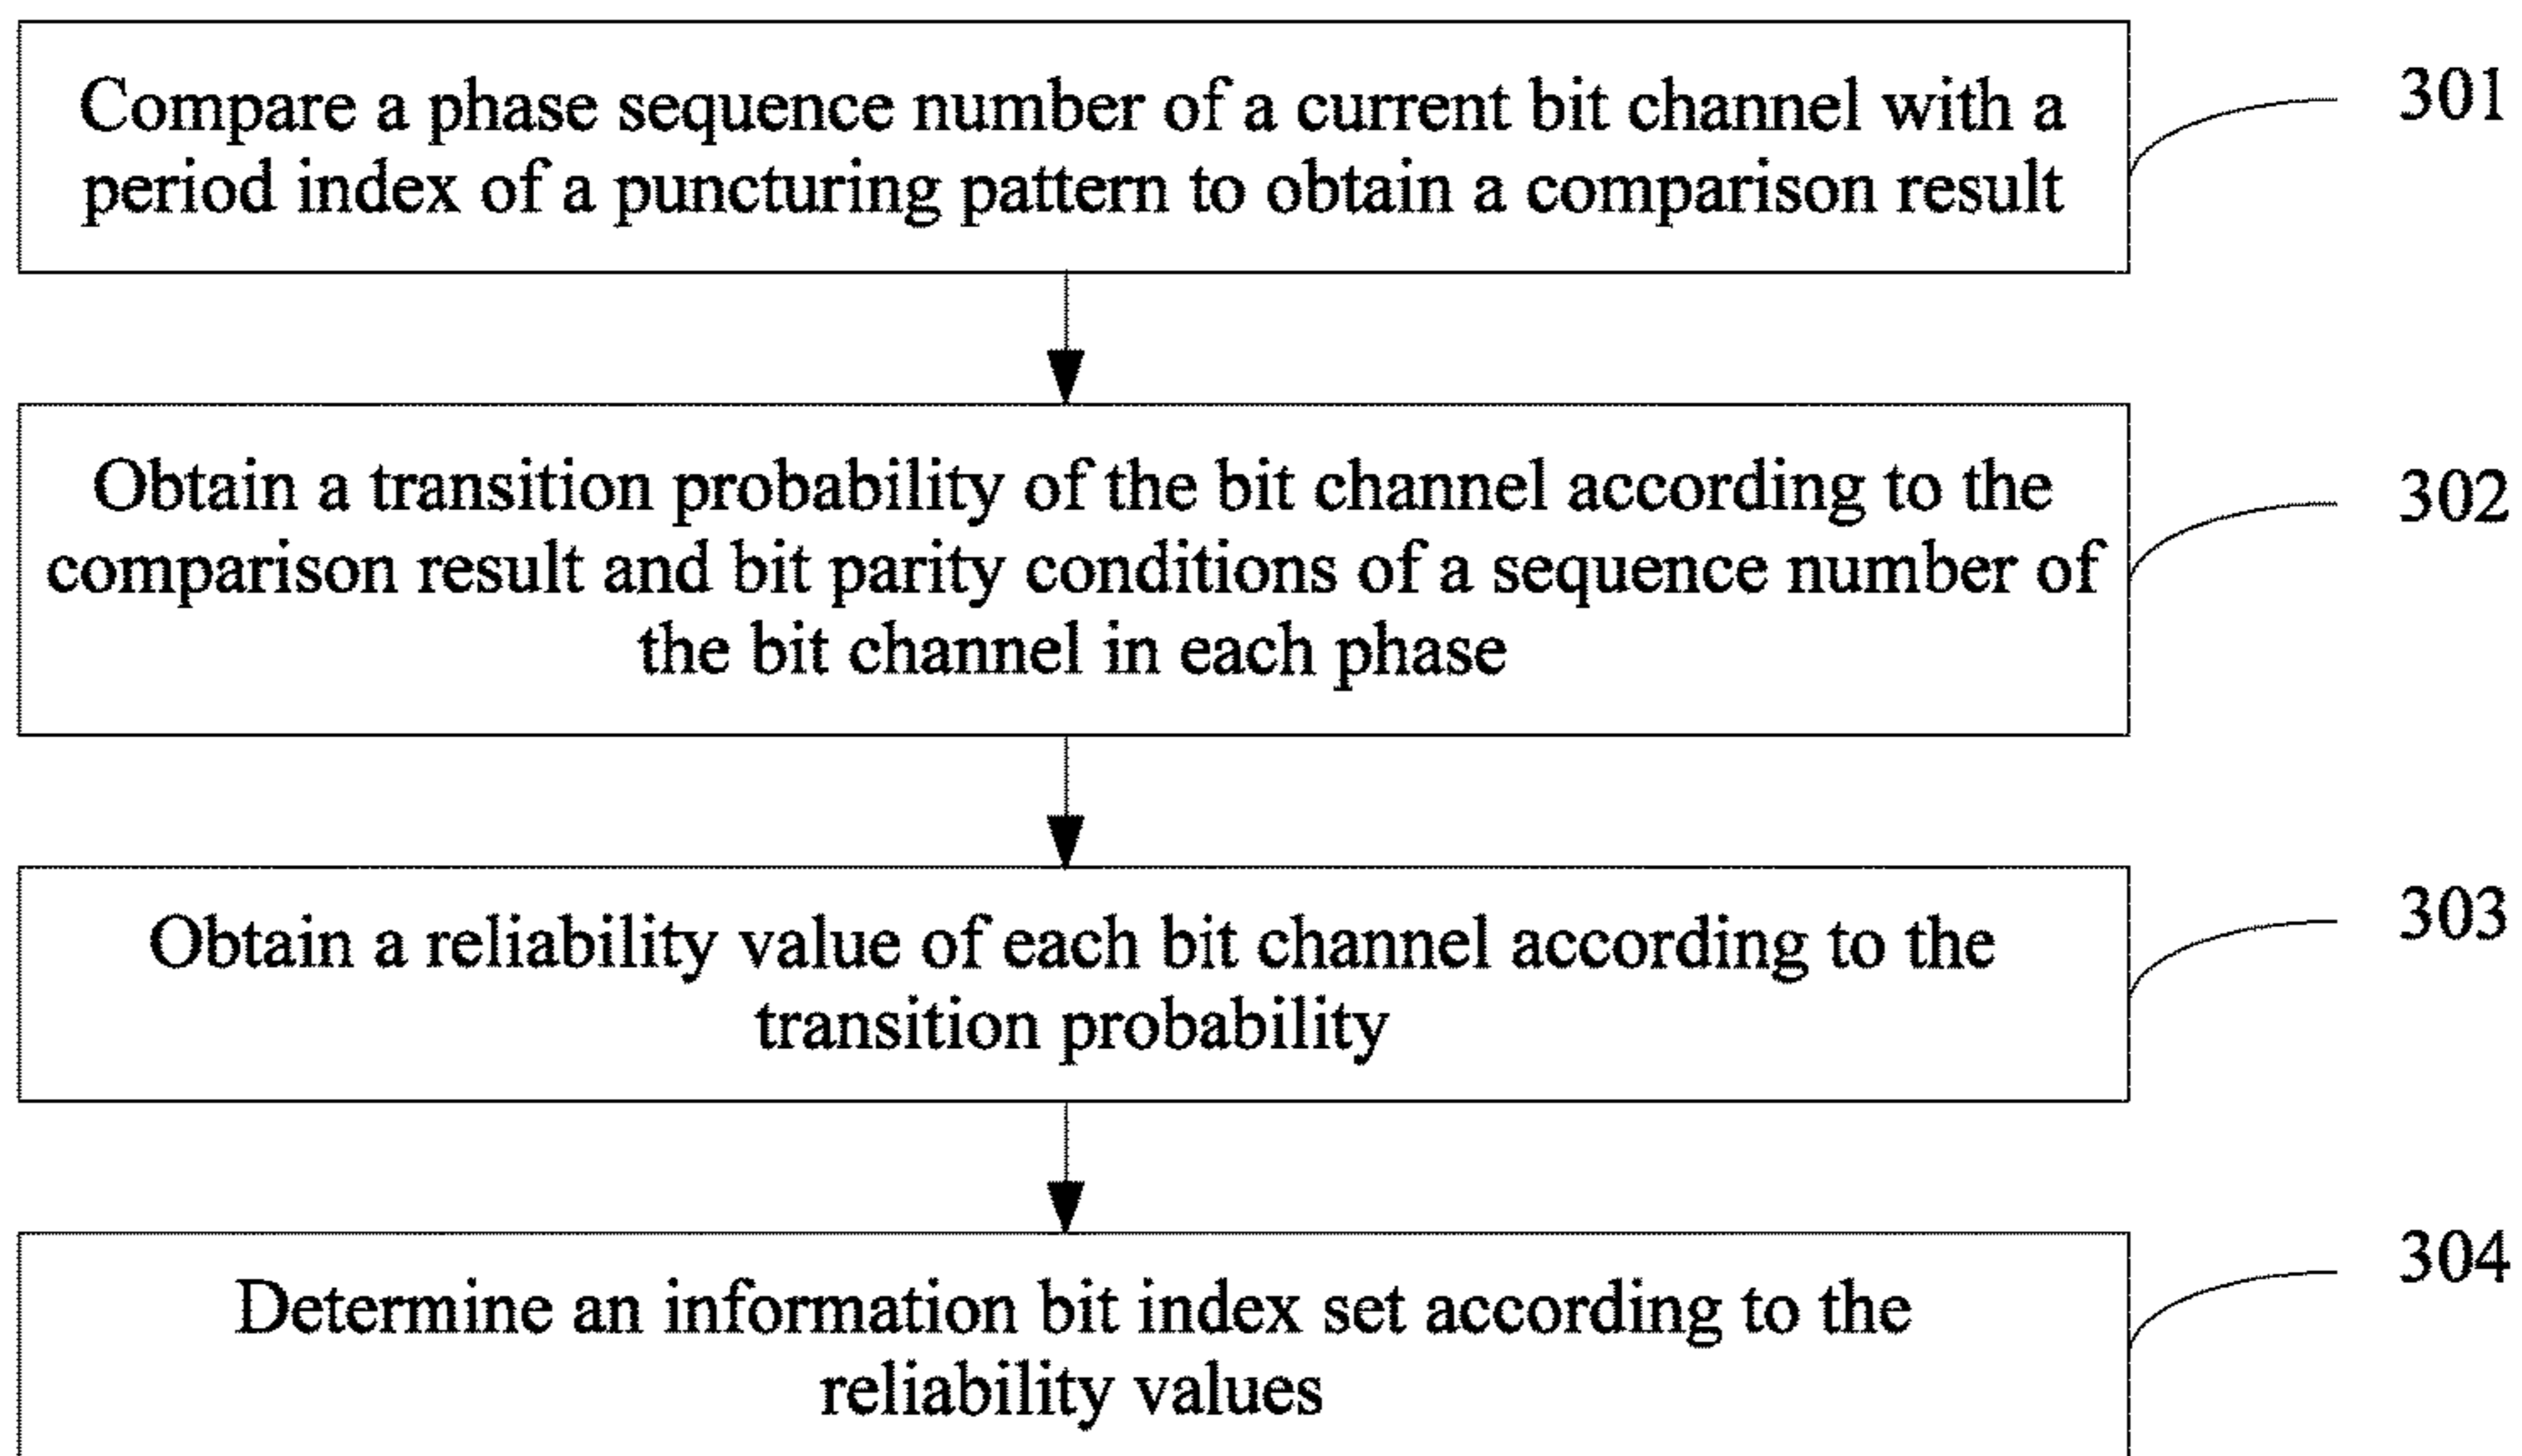 Compare a phase sequence number of a current bit channel with a
period index of a puncturing pattern to obtain a comparison result
301
Obtain a transition probability of the bit channel according to the
comparison result and bit parity conditions of a sequence number of
the bit channel in each phase
302
Obtain a reliability value of each bit channel according to the
transition probability
303
Determine an information bit index set according to the
reliability values
304